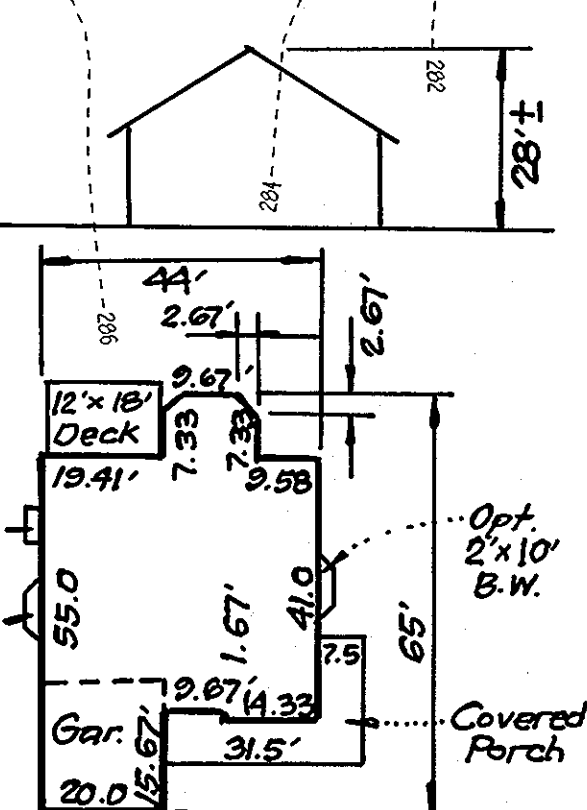 282
28'±
284
286
44'
2.67'
2.67'
9.67'
12'x 18'
Deck
7.33
7.33
19.41'
9.58
Opt.
2'x10'
B.W.
55.0
1.67'
41.0
65'
7.5
9.67'
14.33
Gar.
15.67'
31.5'
Covered
Porch
20.0